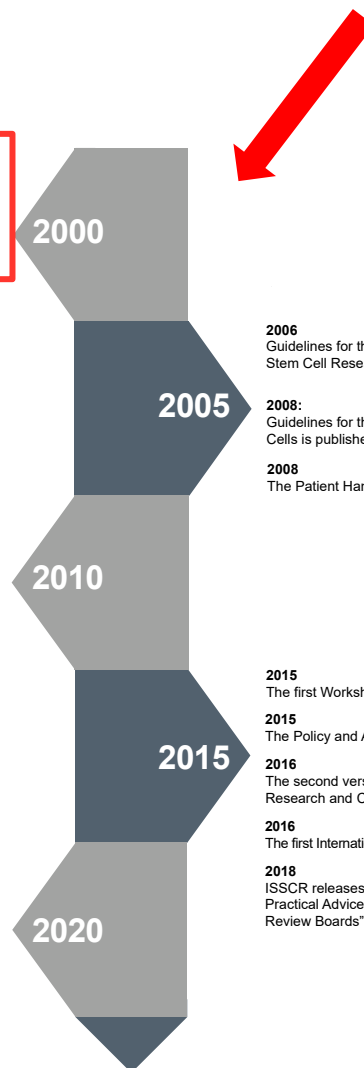 2000
2006
Guidelines for th
Stem Cell Rese
2005
2008:
Guidelines for th
Cells is publishe
2008
The Patient Har
2010
2015
The first Worksh
2015
The Policy and A
2015
2016
The second vers
Research and C
2016
The first Internati
2018
ISSCR releases
Practical Advice
Review Boards"
2020